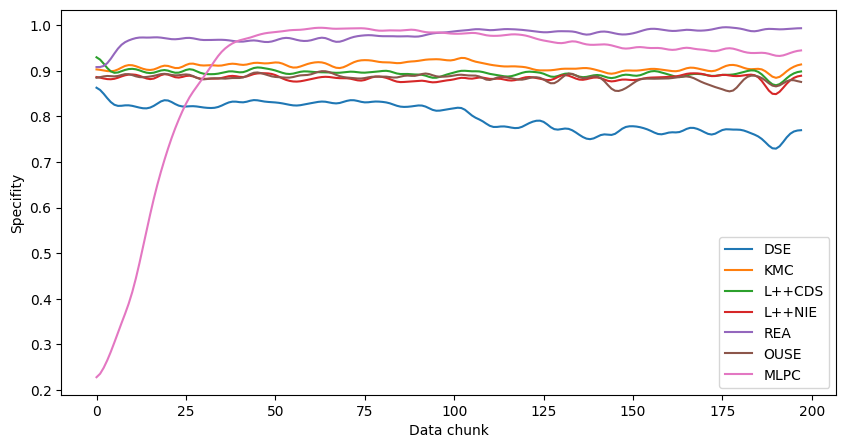 1.0
0.9
0.8
0.7
0.6
0.5
0.4
0.3
0.2
Specifity
0 25 50 75 100 125 150 175 200
Data chunk
DSE
KMC
L++CDS
L++NIE
REA
OUSE
MLPC